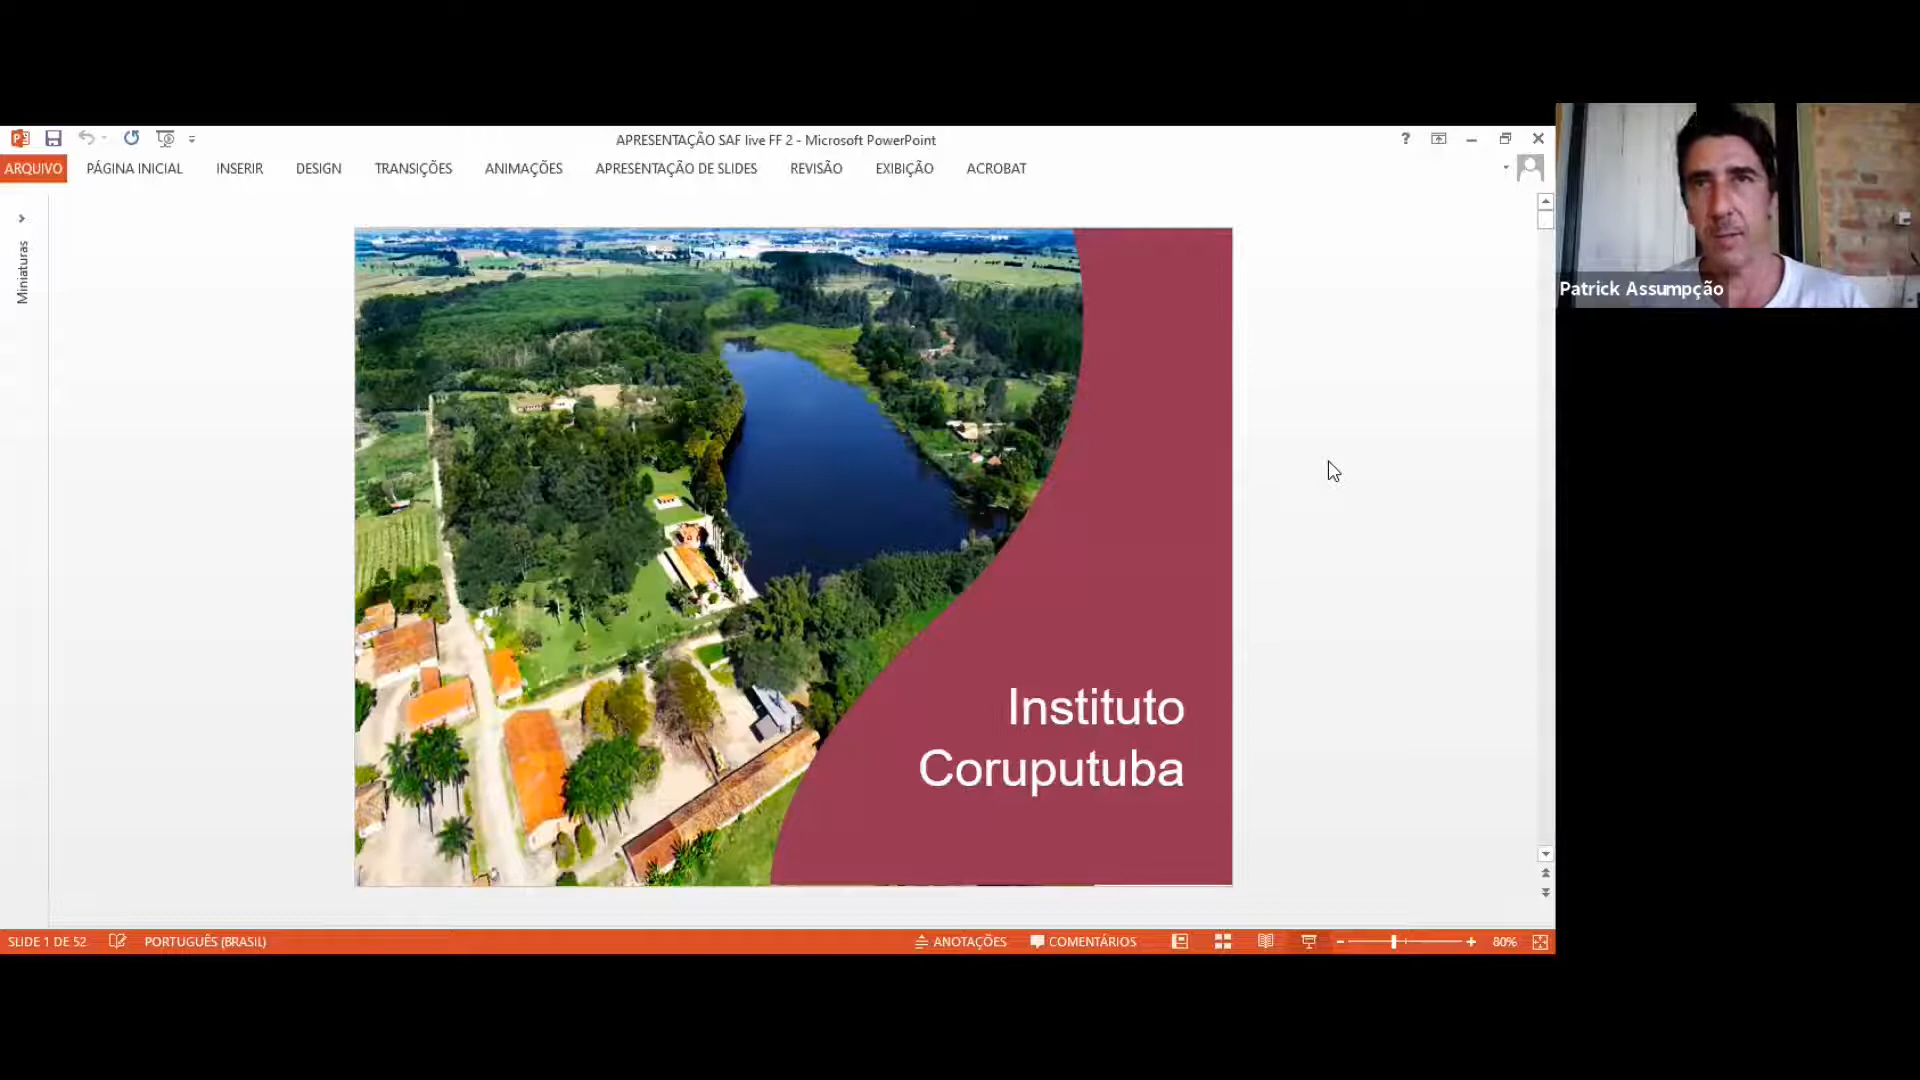 APRESENTAÇÃO SAF live FF 2 - Microsoft PowerPoint
ARQUIVO PÁGINA INICIAL INSERIR DESIGN TRANSIÇÕES ANIMAÇÕES APRESENTAÇÃO DE SLIDES REVISÃO EXIBIÇÃO ACROBAT
Miniaturas
Patrick Assumpção
Instituto
Coruputuba
SLIDE 1 DE 52 PORTUGUÊS (BRASIL) ANOTAÇÕES COMENTÁRIOS 80%